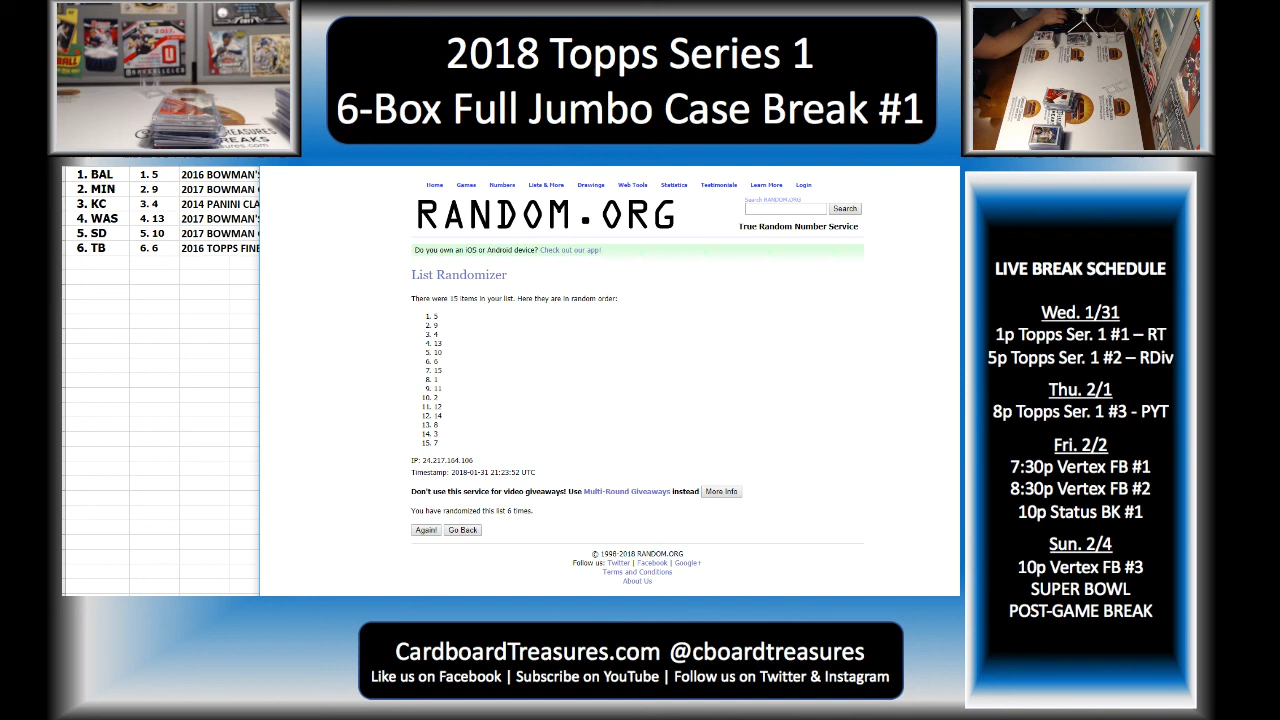 2018 Topps Series 1
6-Box Full Jumbo Case Break #1
1. BAL 1. 5 2016 BOWMAN'S
2. MIN 2. 9 2017 BOWMAN
3. KC 3. 4 2014 PANINI CLA
4. WAS 4. 13 2017 BOWMAN'S
5. SD 5. 10 2017 BOWMAN
6. TB 6. 6 2016 TOPPS FINE
Home Games Numbers Lists & More Drawings Web Tools Statistics Testimonials Learn More Login
RANDOM.ORG
Search RANDOM.ORG
Search
True Random Number Service
Do you own an iOS or Android device? Check out our app!
List Randomizer
There were 15 items in your list. Here they are in random order:
1. 5
2. 9
3. 4
4. 13
5. 10
6. 6
7. 15
8. 1
9. 11
10. 2
11. 12
12. 14
13. 8
14. 3
15. 7
IP: 24.217.164.106
Timestamp: 2018-01-31 21:23:52 UTC
Don't use this service for video giveaways! Use Multi-Round Giveaways instead More Info
You have randomized this list 6 times.
Again! Go Back
© 1998-2018 RANDOM.ORG
Follow us: Twitter | Facebook | Google+
Terms and Conditions
About Us
LIVE BREAK SCHEDULE
Wed. 1/31
1p Topps Ser. 1 #1 – RT
5p Topps Ser. 1 #2 – RDiv
Thu. 2/1
8p Topps Ser. 1 #3 - PYT
Fri. 2/2
7:30p Vertex FB #1
8:30p Vertex FB #2
10p Status BK #1
Sun. 2/4
10p Vertex FB #3
SUPER BOWL
POST-GAME BREAK
CardboardTreasures.com @cboardtreasures
Like us on Facebook | Subscribe on YouTube | Follow us on Twitter & Instagram